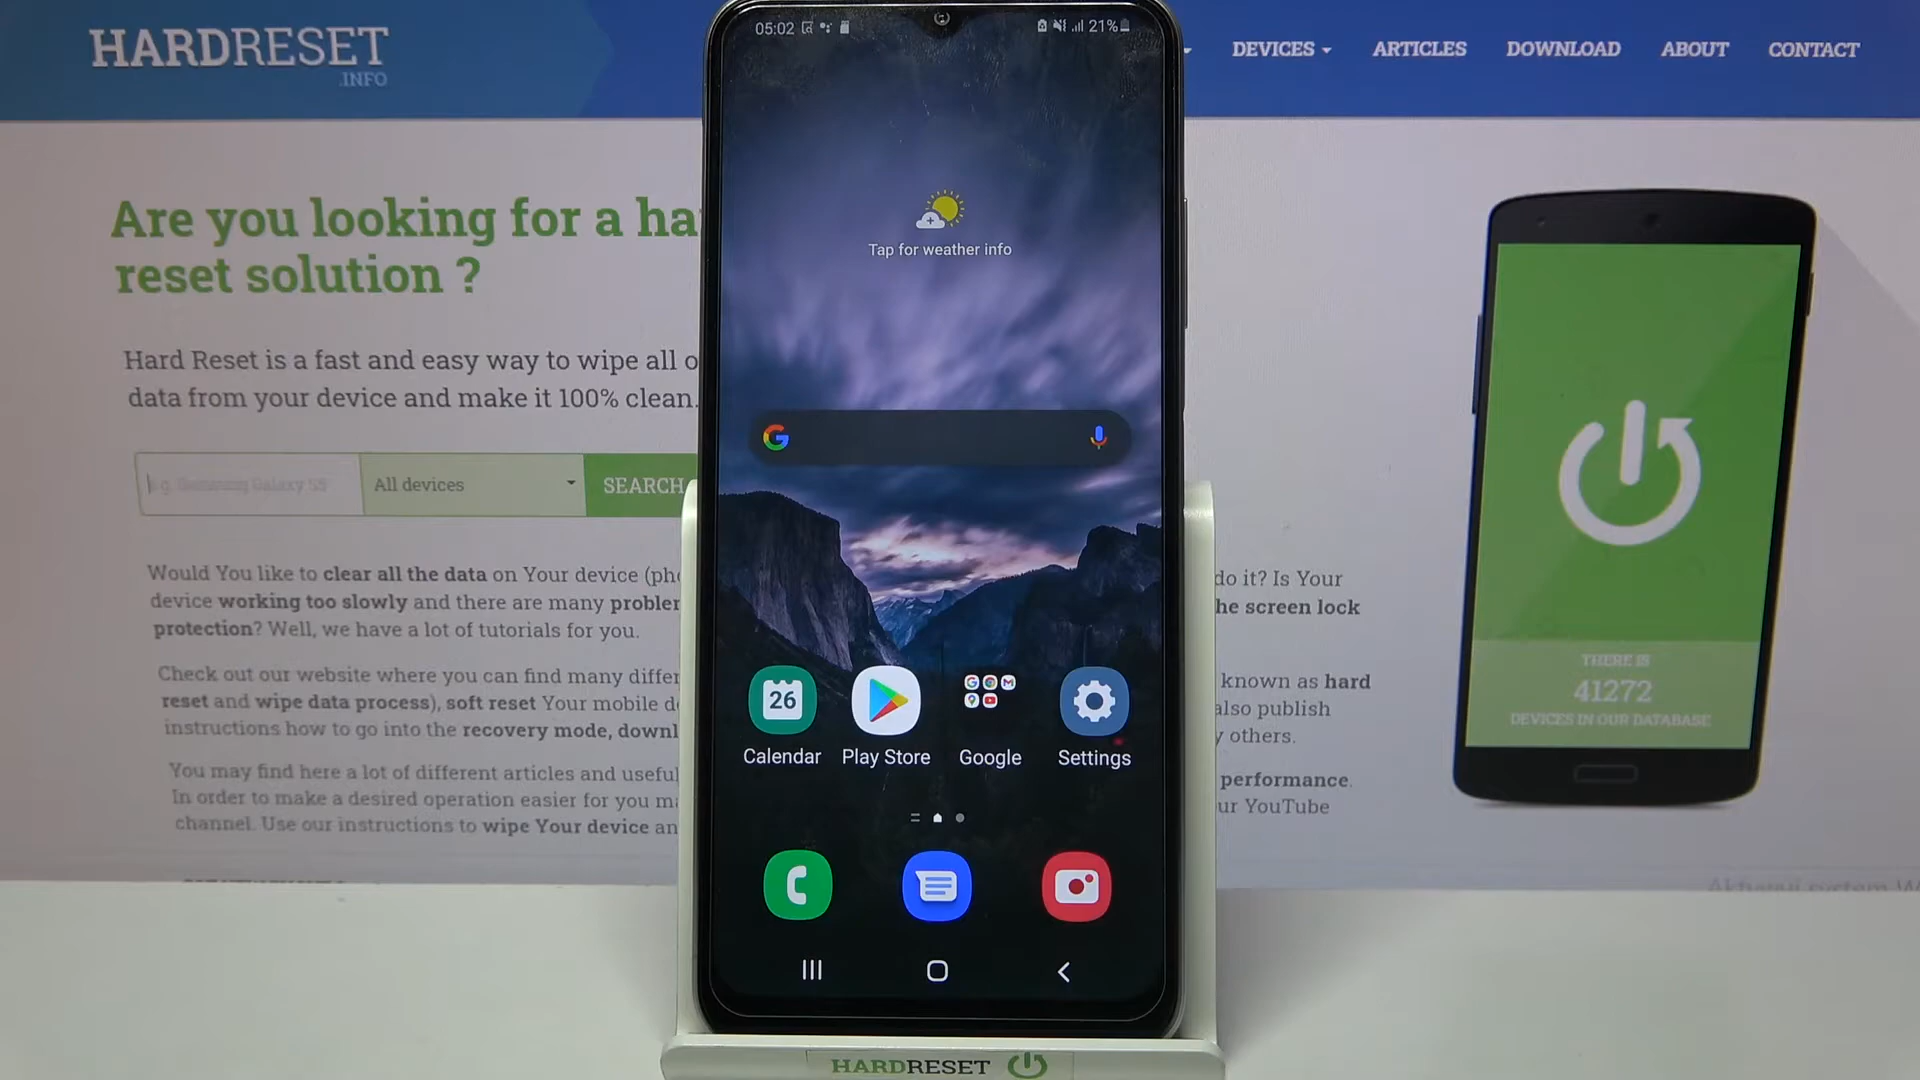 HARDRESET
.INFO
DEVICES
ARTICLES
DOWNLOAD
ABOUT
CONTACT
05:02
21%
Tap for weather info
Are you looking for a ha
reset solution ?
Hard Reset is a fast and easy way to wipe all o
data from your device and make it 100% clean.
e.g. Samsung Galaxy S5
All devices
SEARCH
Would You like to clear all the data on Your device (pho
device working too slowly and there are many problem
protection? Well, we have a lot of tutorials for you.
do it? Is Your
he screen lock
Check out our website where you can find many differ
reset and wipe data process), soft reset Your mobile de
instructions how to go into the recovery mode, downl
known as hard
also publish
y others.
You may find here a lot of different articles and useful
In order to make a desired operation easier for you ma
channel. Use our instructions to wipe Your device an
performance.
ur YouTube
26
Calendar
Play Store
Google
Settings
THERE IS
41272
DEVICES IN OUR DATABASE
HARDRESET